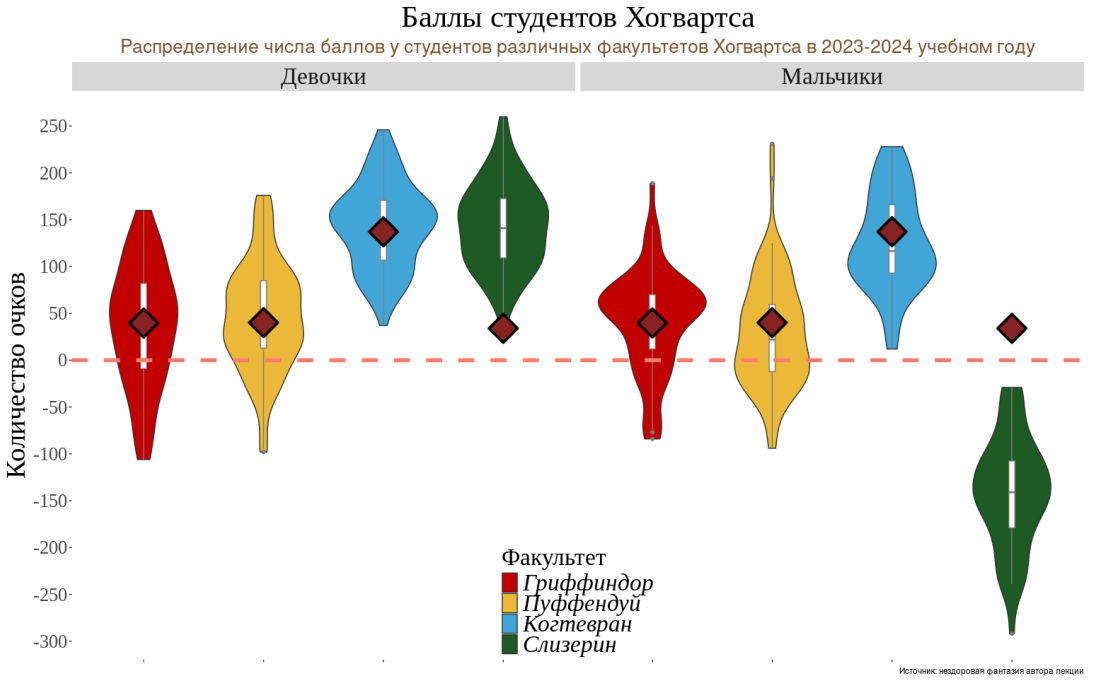 Баллы студентов Хогвартса
Распределение числа баллов у студентов различных факультетов Хогвартса в 2023-2024 учебном году
Девочки
Мальчики
Количество очков
250
200
150
100
50
0
-50
-100
-150
-200
-250
-300
Факультет
Гриффиндор
Пуффендуй
Когтевран
Слизерин
Источник: нездоровая фантазия автора лекции